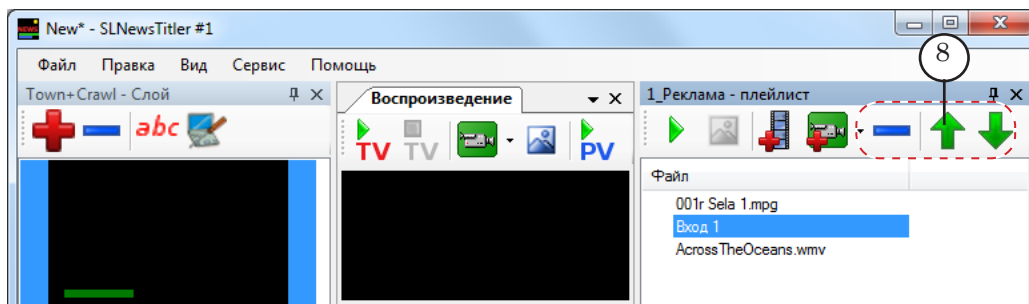 NEWS
New* - SLNewsTitler #1
8
Файл Правка Вид Сервис Помощь
Town+Crawl - Слой
Воспроизведение
1_Реклама - плейлист
abc
TV
TV
PV
Файл
001r Sela 1.mpg
Вход 1
AcrossTheOceans.wmv